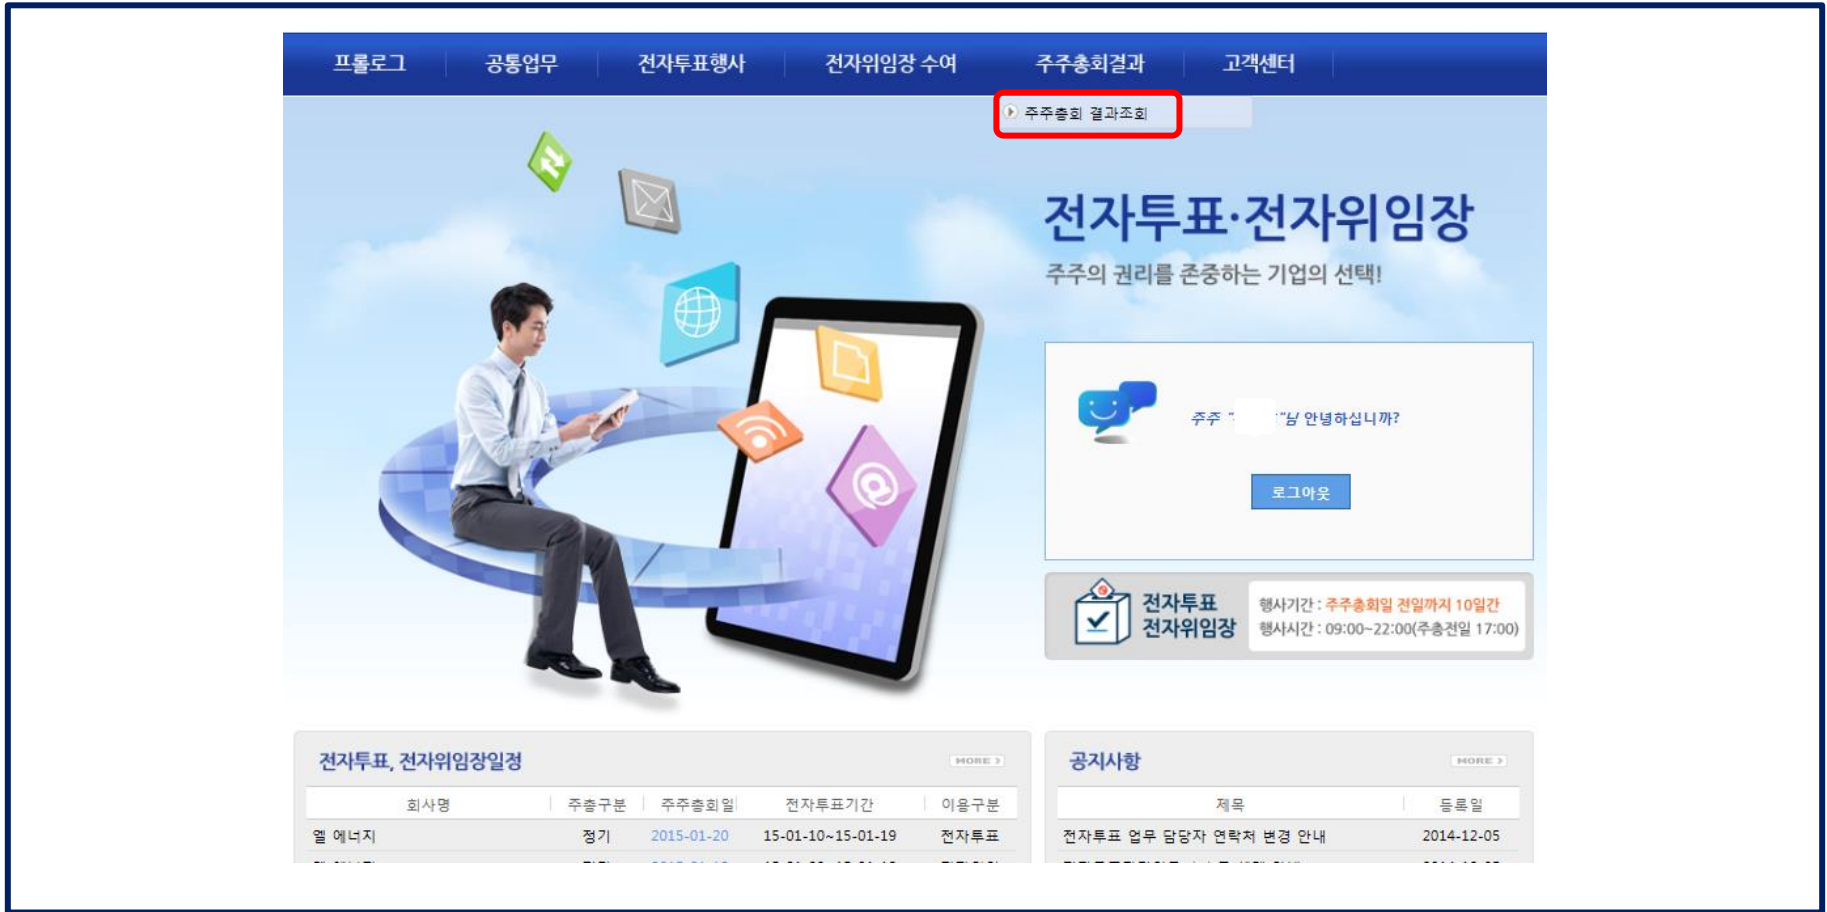 프롤로그 공통업무 전자투표행사 전자위임장 수여 주주총회결과 고객센터
주주총회 결과조회
전자투표·전자위임장
주주의 권리를 존중하는 기업의 선택!
주주 " "님 안녕하십니까?
로그아웃
전자투표
전자위임장
행사기간 : 주주총회일 전일까지 10일간
행사시간 : 09:00~22:00(주총전일 17:00)
전자투표, 전자위임장일정 MORE >
회사명 주총구분 주주총회일 전자투표기간 이용구분
엘 에너지 정기 2015-01-20 15-01-10~15-01-19 전자투표
공지사항 MORE >
제목 등록일
전자투표 업무 담당자 연락처 변경 안내 2014-12-05